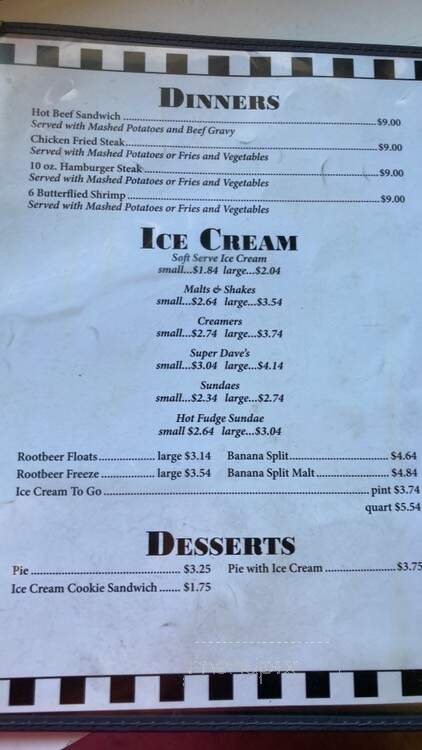 DINNERS
Hot Beef Sandwich ........ $9.00
Served with Mashed Potatoes and Beef Gravy
Chicken Fried Steak ........ $9.00
Served with Mashed Potatoes or Fries and Vegetables
10 oz. Hamburger Steak ........ $9.00
Served with Mashed Potatoes or Fries and Vegetables
6 Butterflied Shrimp ........ $9.00
Served with Mashed Potatoes or Fries and Vegetables
ICE CREAM
Soft Serve Ice Cream
small...$1.84 large...$2.04
Malts & Shakes
small...$2.64 large...$3.54
Creamers
small...$2.74 large...$3.74
Super Dave's
small...$3.04 large...$4.14
Sundaes
small...$2.34 large...$2.74
Hot Fudge Sundae
small $2.64 large...$3.04
Rootbeer Floats ........ large $3.14 Banana Split ........ $4.64
Rootbeer Freeze ........ large $3.54 Banana Split Malt ........ $4.84
Ice Cream To Go ........ pint $3.74
quart $5.54
DESSERTS
Pie ........ $3.25 Pie with Ice Cream ........ $3.75
Ice Cream Cookie Sandwich ....... $1.75